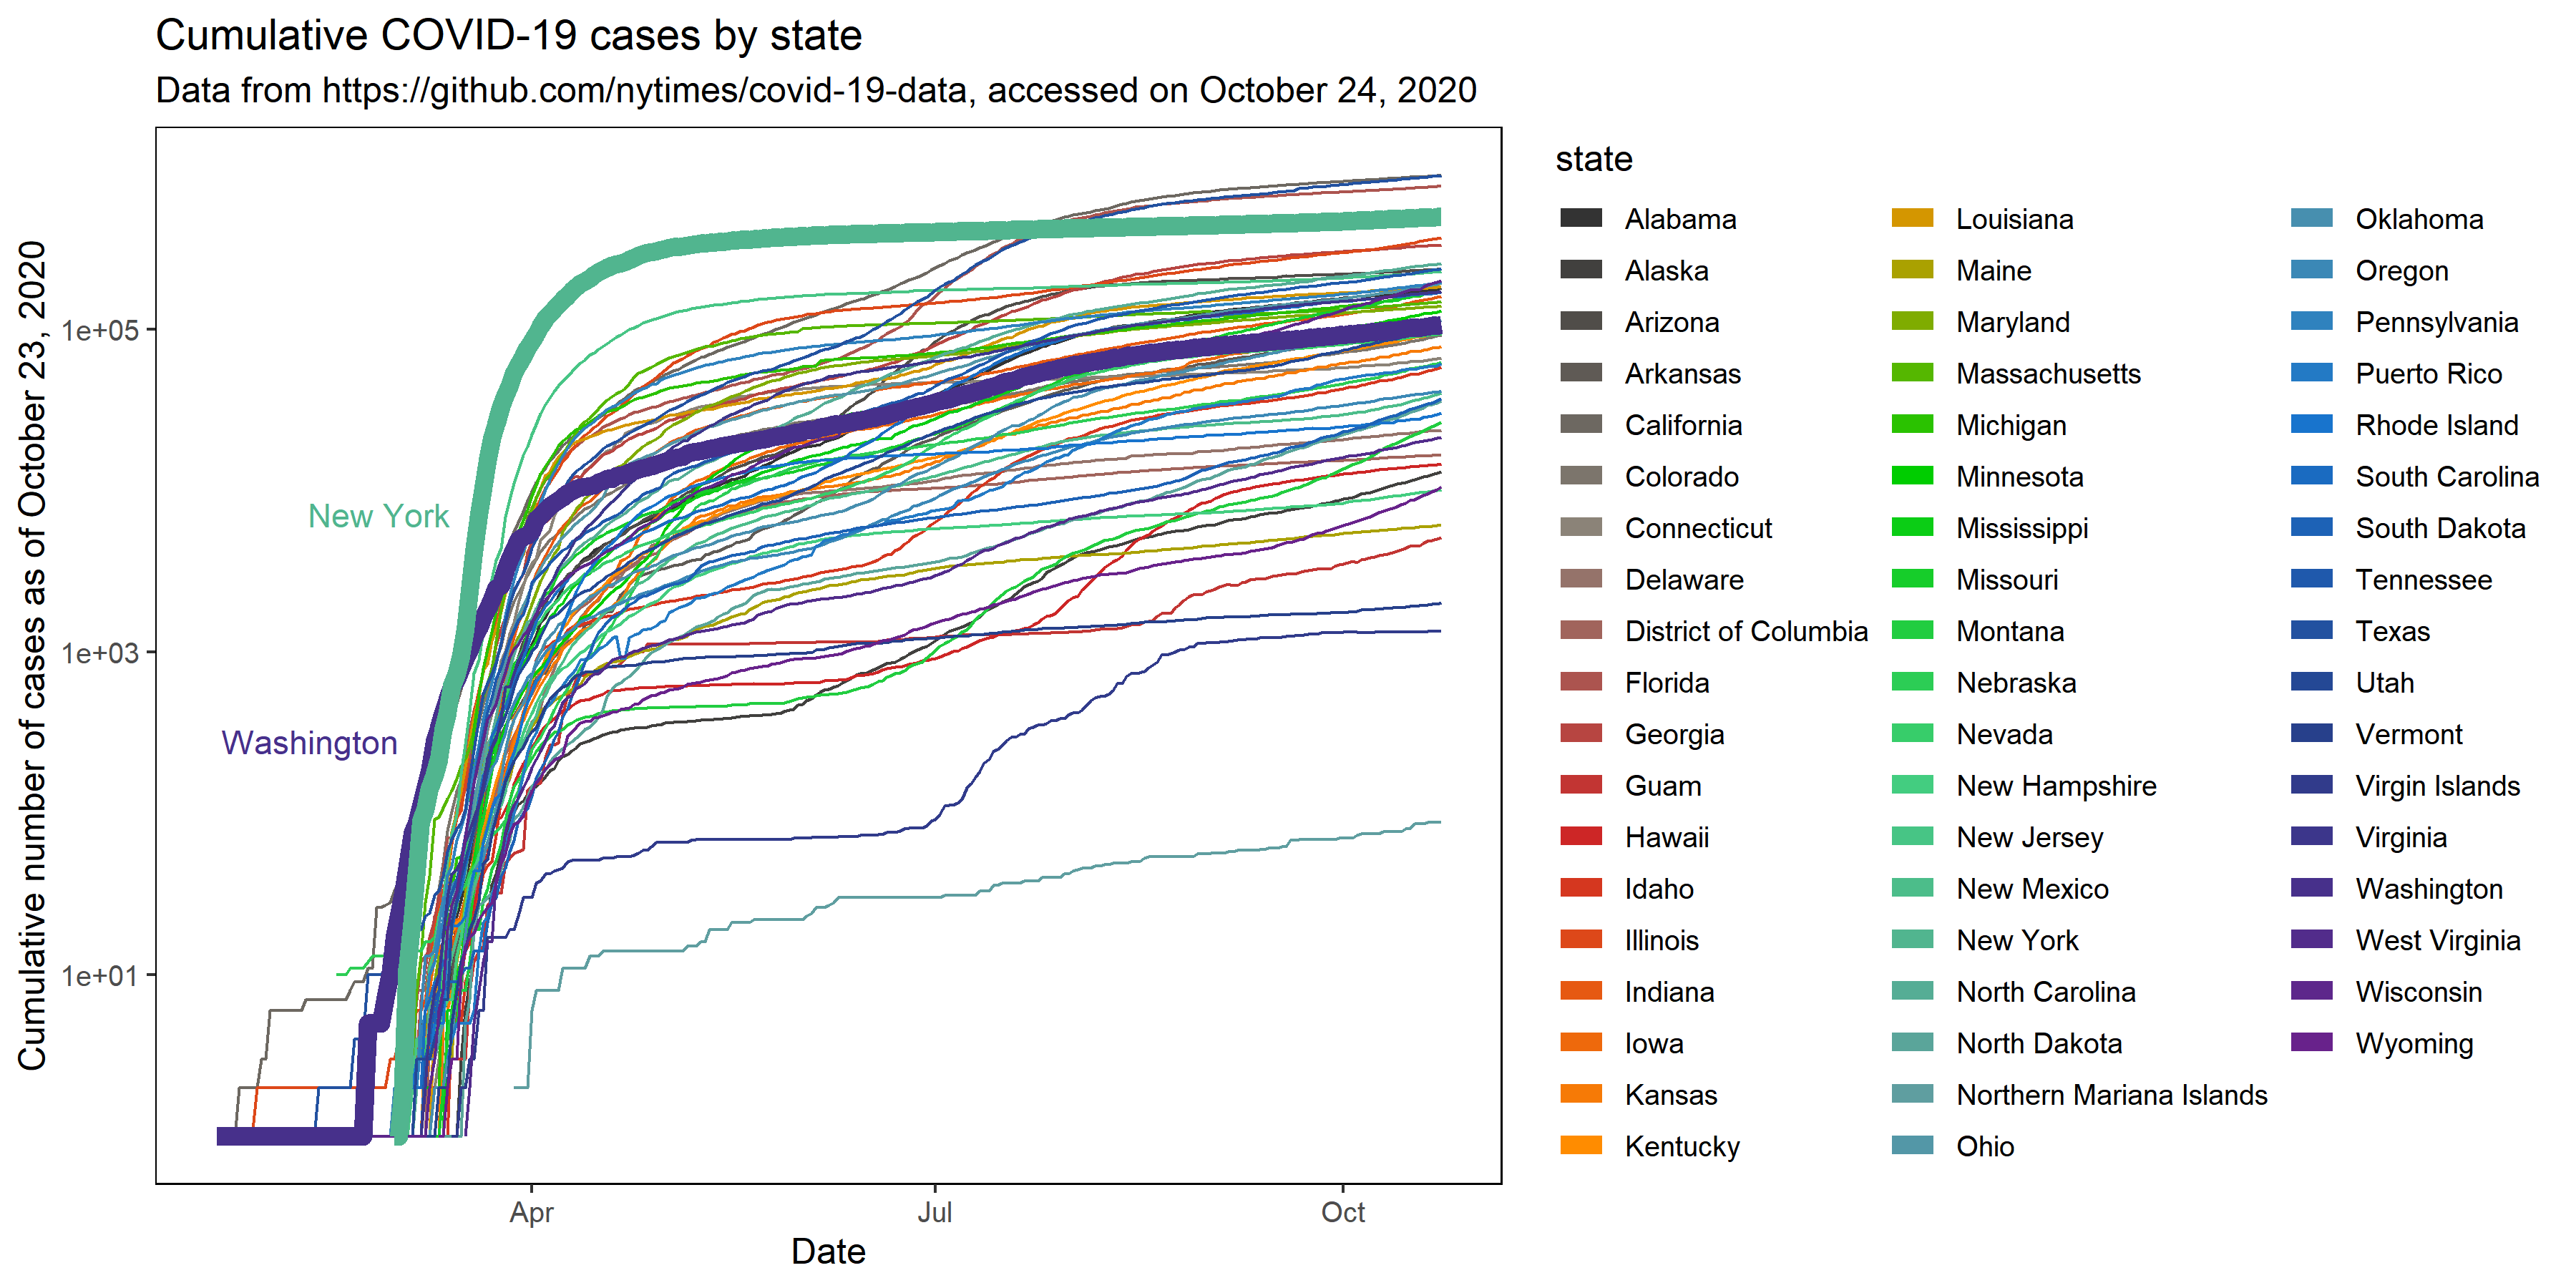 Cumulative COVID-19 cases by state
Data from https://github.com/nytimes/covid-19-data, accessed on October 24, 2020
Cumulative number of cases as of October 23, 2020
1e+05
1e+03
1e+01
New York
Washington
Apr
Jul
Oct
Date
state
Alabama
Alaska
Arizona
Arkansas
California
Colorado
Connecticut
Delaware
District of Columbia
Florida
Georgia
Guam
Hawaii
Idaho
Illinois
Indiana
Iowa
Kansas
Kentucky
Louisiana
Maine
Maryland
Massachusetts
Michigan
Minnesota
Mississippi
Missouri
Montana
Nebraska
Nevada
New Hampshire
New Jersey
New Mexico
New York
North Carolina
North Dakota
Northern Mariana Islands
Ohio
Oklahoma
Oregon
Pennsylvania
Puerto Rico
Rhode Island
South Carolina
South Dakota
Tennessee
Texas
Utah
Vermont
Virgin Islands
Virginia
Washington
West Virginia
Wisconsin
Wyoming